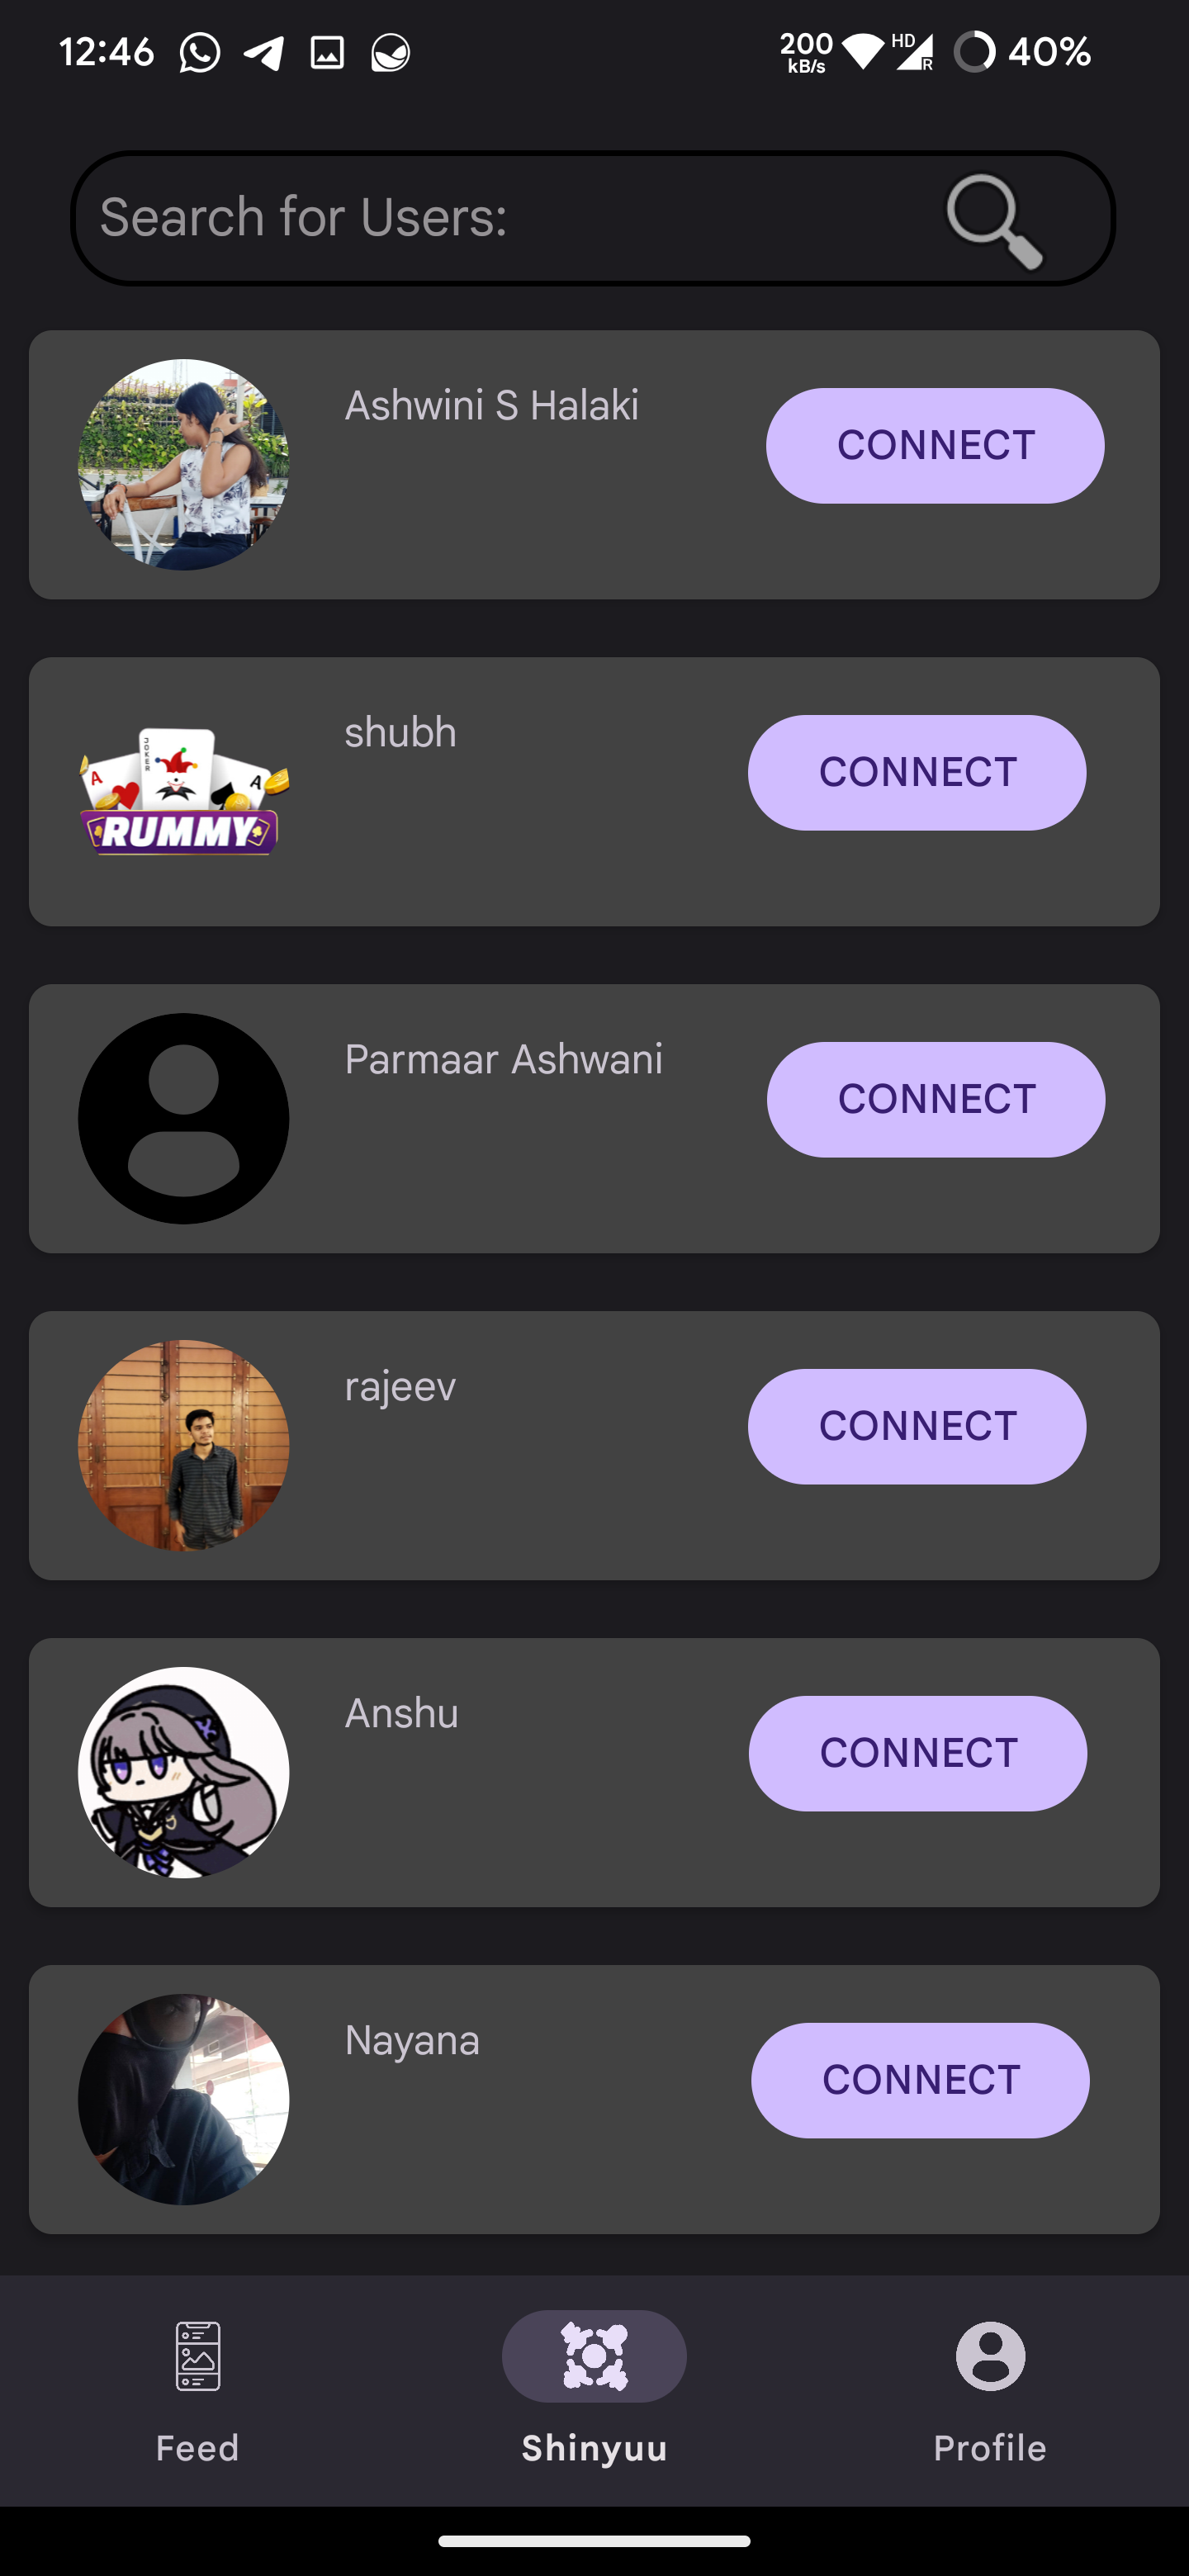 12:46
200 kB/s HD R 40%
Search for Users:
Ashwini S Halaki
CONNECT
shubh
CONNECT
JOKER
A A
RUMMY
Parmaar Ashwani
CONNECT
rajeev
CONNECT
Anshu
CONNECT
Nayana
CONNECT
Feed Shinyuu Profile